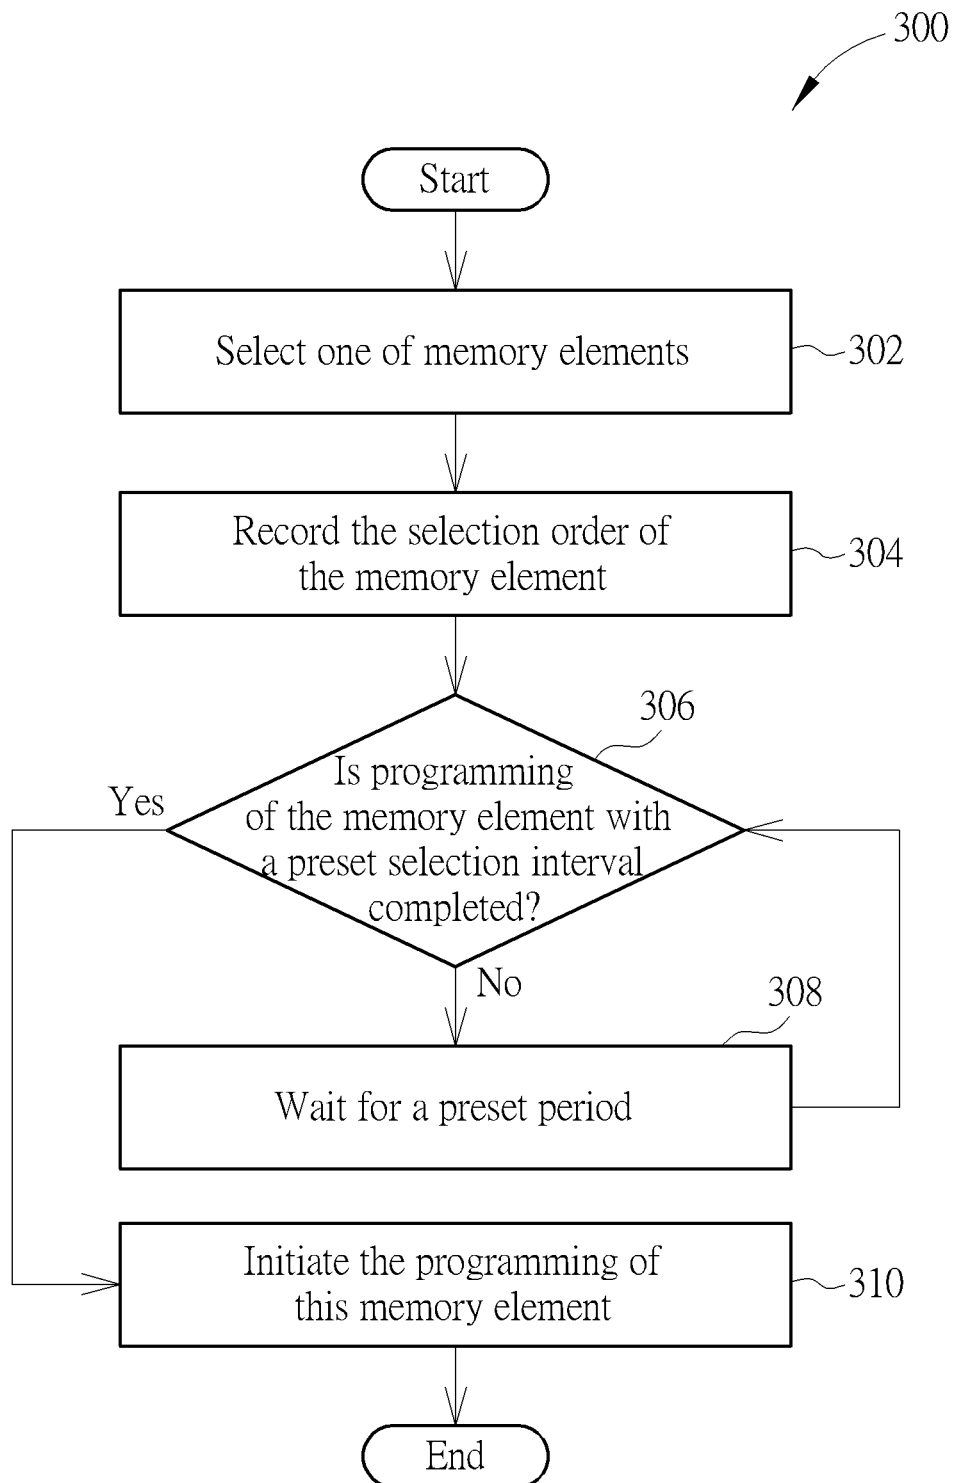 300
Start
Select one of memory elements
302
Record the selection order of
the memory element
304
306
Is programming
of the memory element with
a preset selection interval
completed?
Yes
No
308
Wait for a preset period
Initiate the programming of
this memory element
310
End